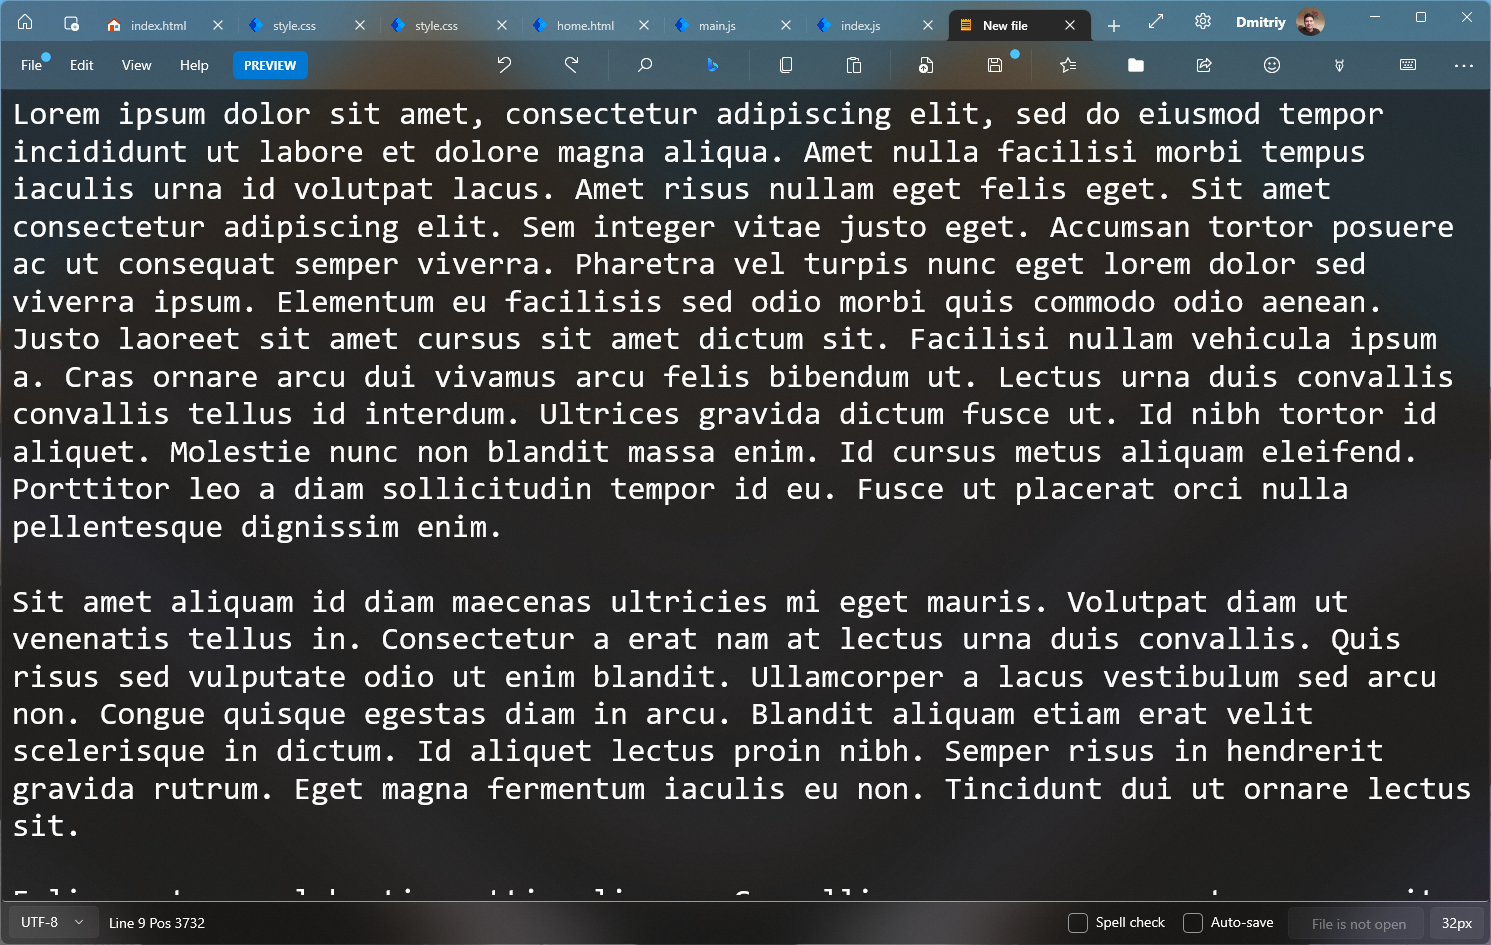 index.html
style.css
style.css
home.html
main.js
index.js
New file
Dmitriy
File
Edit
View
Help
PREVIEW
Lorem ipsum dolor sit amet, consectetur adipiscing elit, sed do eiusmod tempor
incididunt ut labore et dolore magna aliqua. Amet nulla facilisi morbi tempus
iaculis urna id volutpat lacus. Amet risus nullam eget felis eget. Sit amet
consectetur adipiscing elit. Sem integer vitae justo eget. Accumsan tortor posuere
ac ut consequat semper viverra. Pharetra vel turpis nunc eget lorem dolor sed
viverra ipsum. Elementum eu facilisis sed odio morbi quis commodo odio aenean.
Justo laoreet sit amet cursus sit amet dictum sit. Facilisi nullam vehicula ipsum
a. Cras ornare arcu dui vivamus arcu felis bibendum ut. Lectus urna duis convallis
convallis tellus id interdum. Ultrices gravida dictum fusce ut. Id nibh tortor id
aliquet. Molestie nunc non blandit massa enim. Id cursus metus aliquam eleifend.
Porttitor leo a diam sollicitudin tempor id eu. Fusce ut placerat orci nulla
pellentesque dignissim enim.
Sit amet aliquam id diam maecenas ultricies mi eget mauris. Volutpat diam ut
venenatis tellus in. Consectetur a erat nam at lectus urna duis convallis. Quis
risus sed vulputate odio ut enim blandit. Ullamcorper a lacus vestibulum sed arcu
non. Congue quisque egestas diam in arcu. Blandit aliquam etiam erat velit
scelerisque in dictum. Id aliquet lectus proin nibh. Semper risus in hendrerit
gravida rutrum. Eget magna fermentum iaculis eu non. Tincidunt dui ut ornare lectus
sit.
UTF-8
Line 9 Pos 3732
Spell check
Auto-save
File is not open
32px